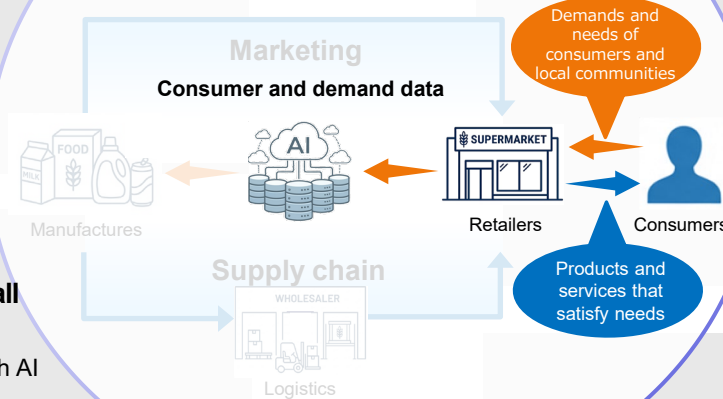 Demands and
needs of
consumers and
local communities
Marketing
Consumer and demand data
AI
SUPERMARKET
FOOD
MILK
Manufactures
Retailers
Consumers
Supply chain
Products and
services that
satisfy needs
WHOLESALER
Logistics
all
h AI